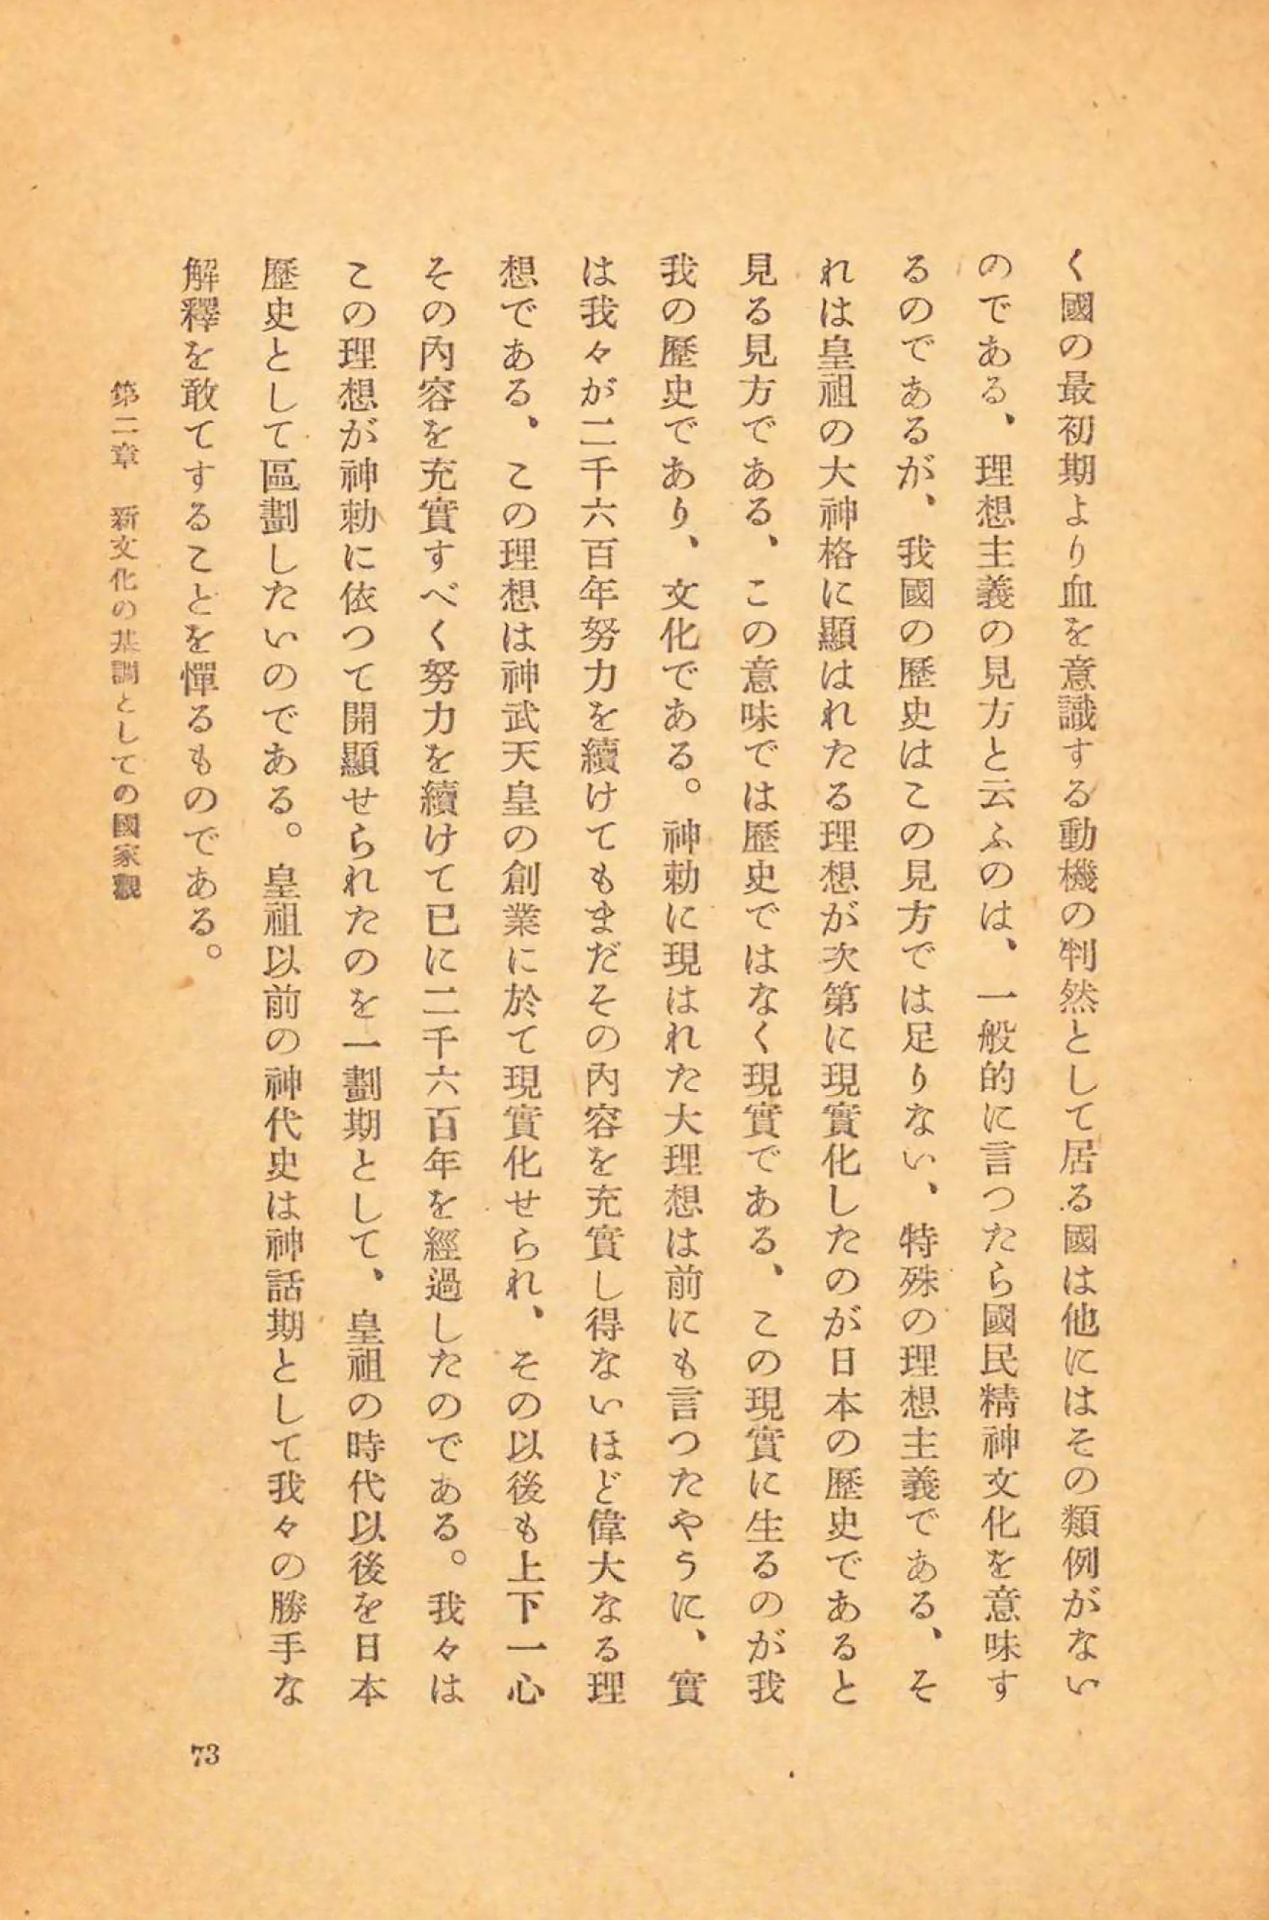 く國の最初期より血を意識する動機の判然として居る國は他にはその類例がない
のである、理想主義の見方と云ふのは、一般的に言つたら國民精神文化を意味す
るのであるが、我國の歷史はこの見方では足りない、特殊の理想主義である、そ
れは皇祖の大神格に顯はれたる理想が次第に現實化したのが日本の歷史であると
見る見方である、この意味では歷史ではなく現實である、この現實に生るのが我
我の歷史であり、文化である。神勅に現はれた大理想は前にも言つたやうに、實
は我々が二千六百年努力を續けてもまだその內容を充實し得ないほど偉大なる理
想である、この理想は神武天皇の創業に於て現實化せられ、その以後も上下一心
その內容を充實すべく努力を續けて已に二千六百年を經過したのである。我々は
この理想が神勅に依つて開顯せられたのを一劃期として、皇祖の時代以後を日本
歷史として區劃したいのである。皇祖以前の神代史は神話期として我々の勝手な
解釋を敢てすることを憚るものである。
第二章　新文化の基調としての國家觀
73